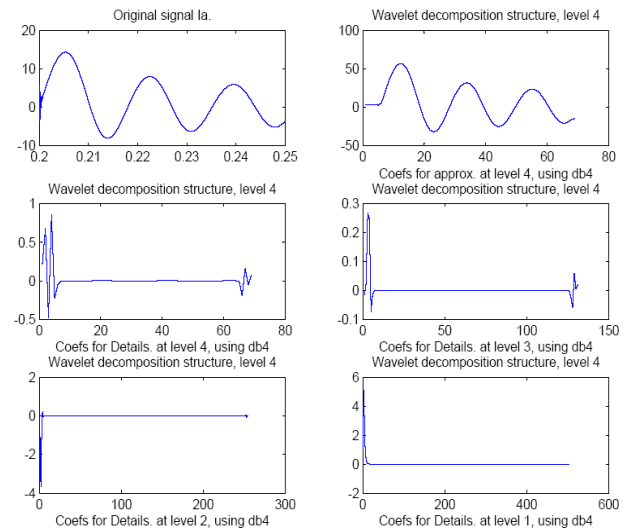 Original signal Ia.
20
10
0
-10
0.2 0.21 0.22 0.23 0.24 0.25
Wavelet decomposition structure, level 4
100
50
0
-50
0 20 40 60 80
Coefs for approx. at level 4, using db4
Wavelet decomposition structure, level 4
1
0.5
0
-0.5
0 20 40 60 80
Coefs for Details. at level 4, using db4
Wavelet decomposition structure, level 4
0.3
0.2
0.1
0
-0.1
0 50 100 150
Coefs for Details. at level 3, using db4
Wavelet decomposition structure, level 4
2
0
-2
-4
0 100 200 300
Coefs for Details. at level 2, using db4
Wavelet decomposition structure, level 4
6
4
2
0
-2
0 200 400 600
Coefs for Details. at level 1, using db4